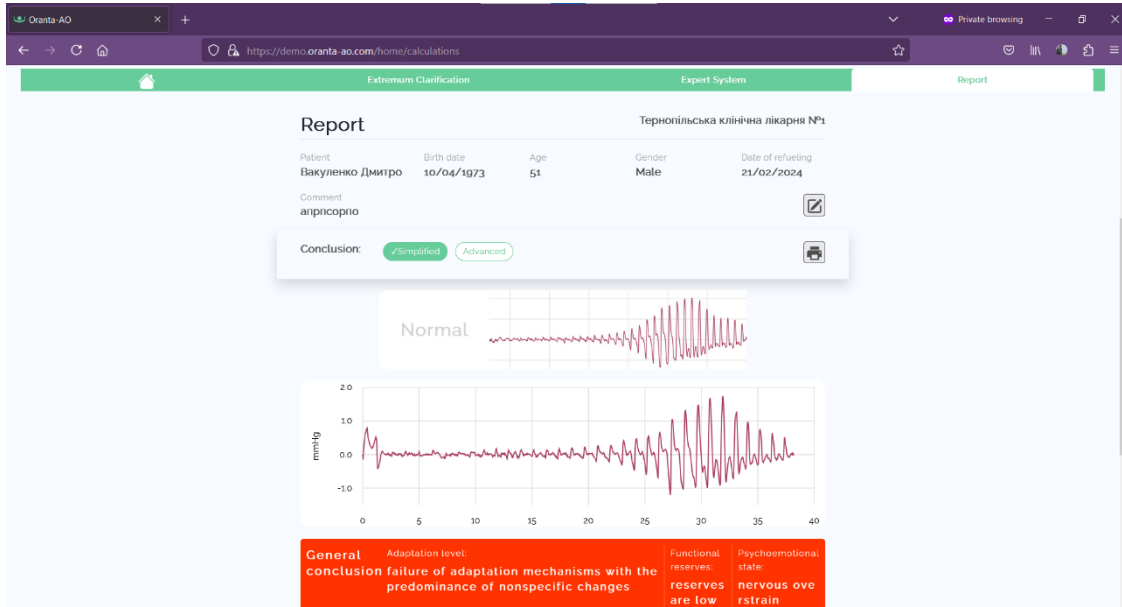 Oranta-AO
Private browsing
https://demo.oranta-ao.com/home/calculations
Extremum Clarification Expert System Report
Report Тернопільська клінічна лікарня №1
Patient Birth date Age Gender Date of refueling
Вакуленко Дмитро 10/04/1973 51 Male 21/02/2024
Comment
апрпсорпо
Conclusion: ✓Simplified Advanced
Normal
2.0
1.0
0.0
-1.0
mmHg
0 5 10 15 20 25 30 35 40
General Adaptation level: Functional Psychoemotional
conclusion failure of adaptation mechanisms with the reserves: state:
predominance of nonspecific changes reserves nervous ove
are low rstrain